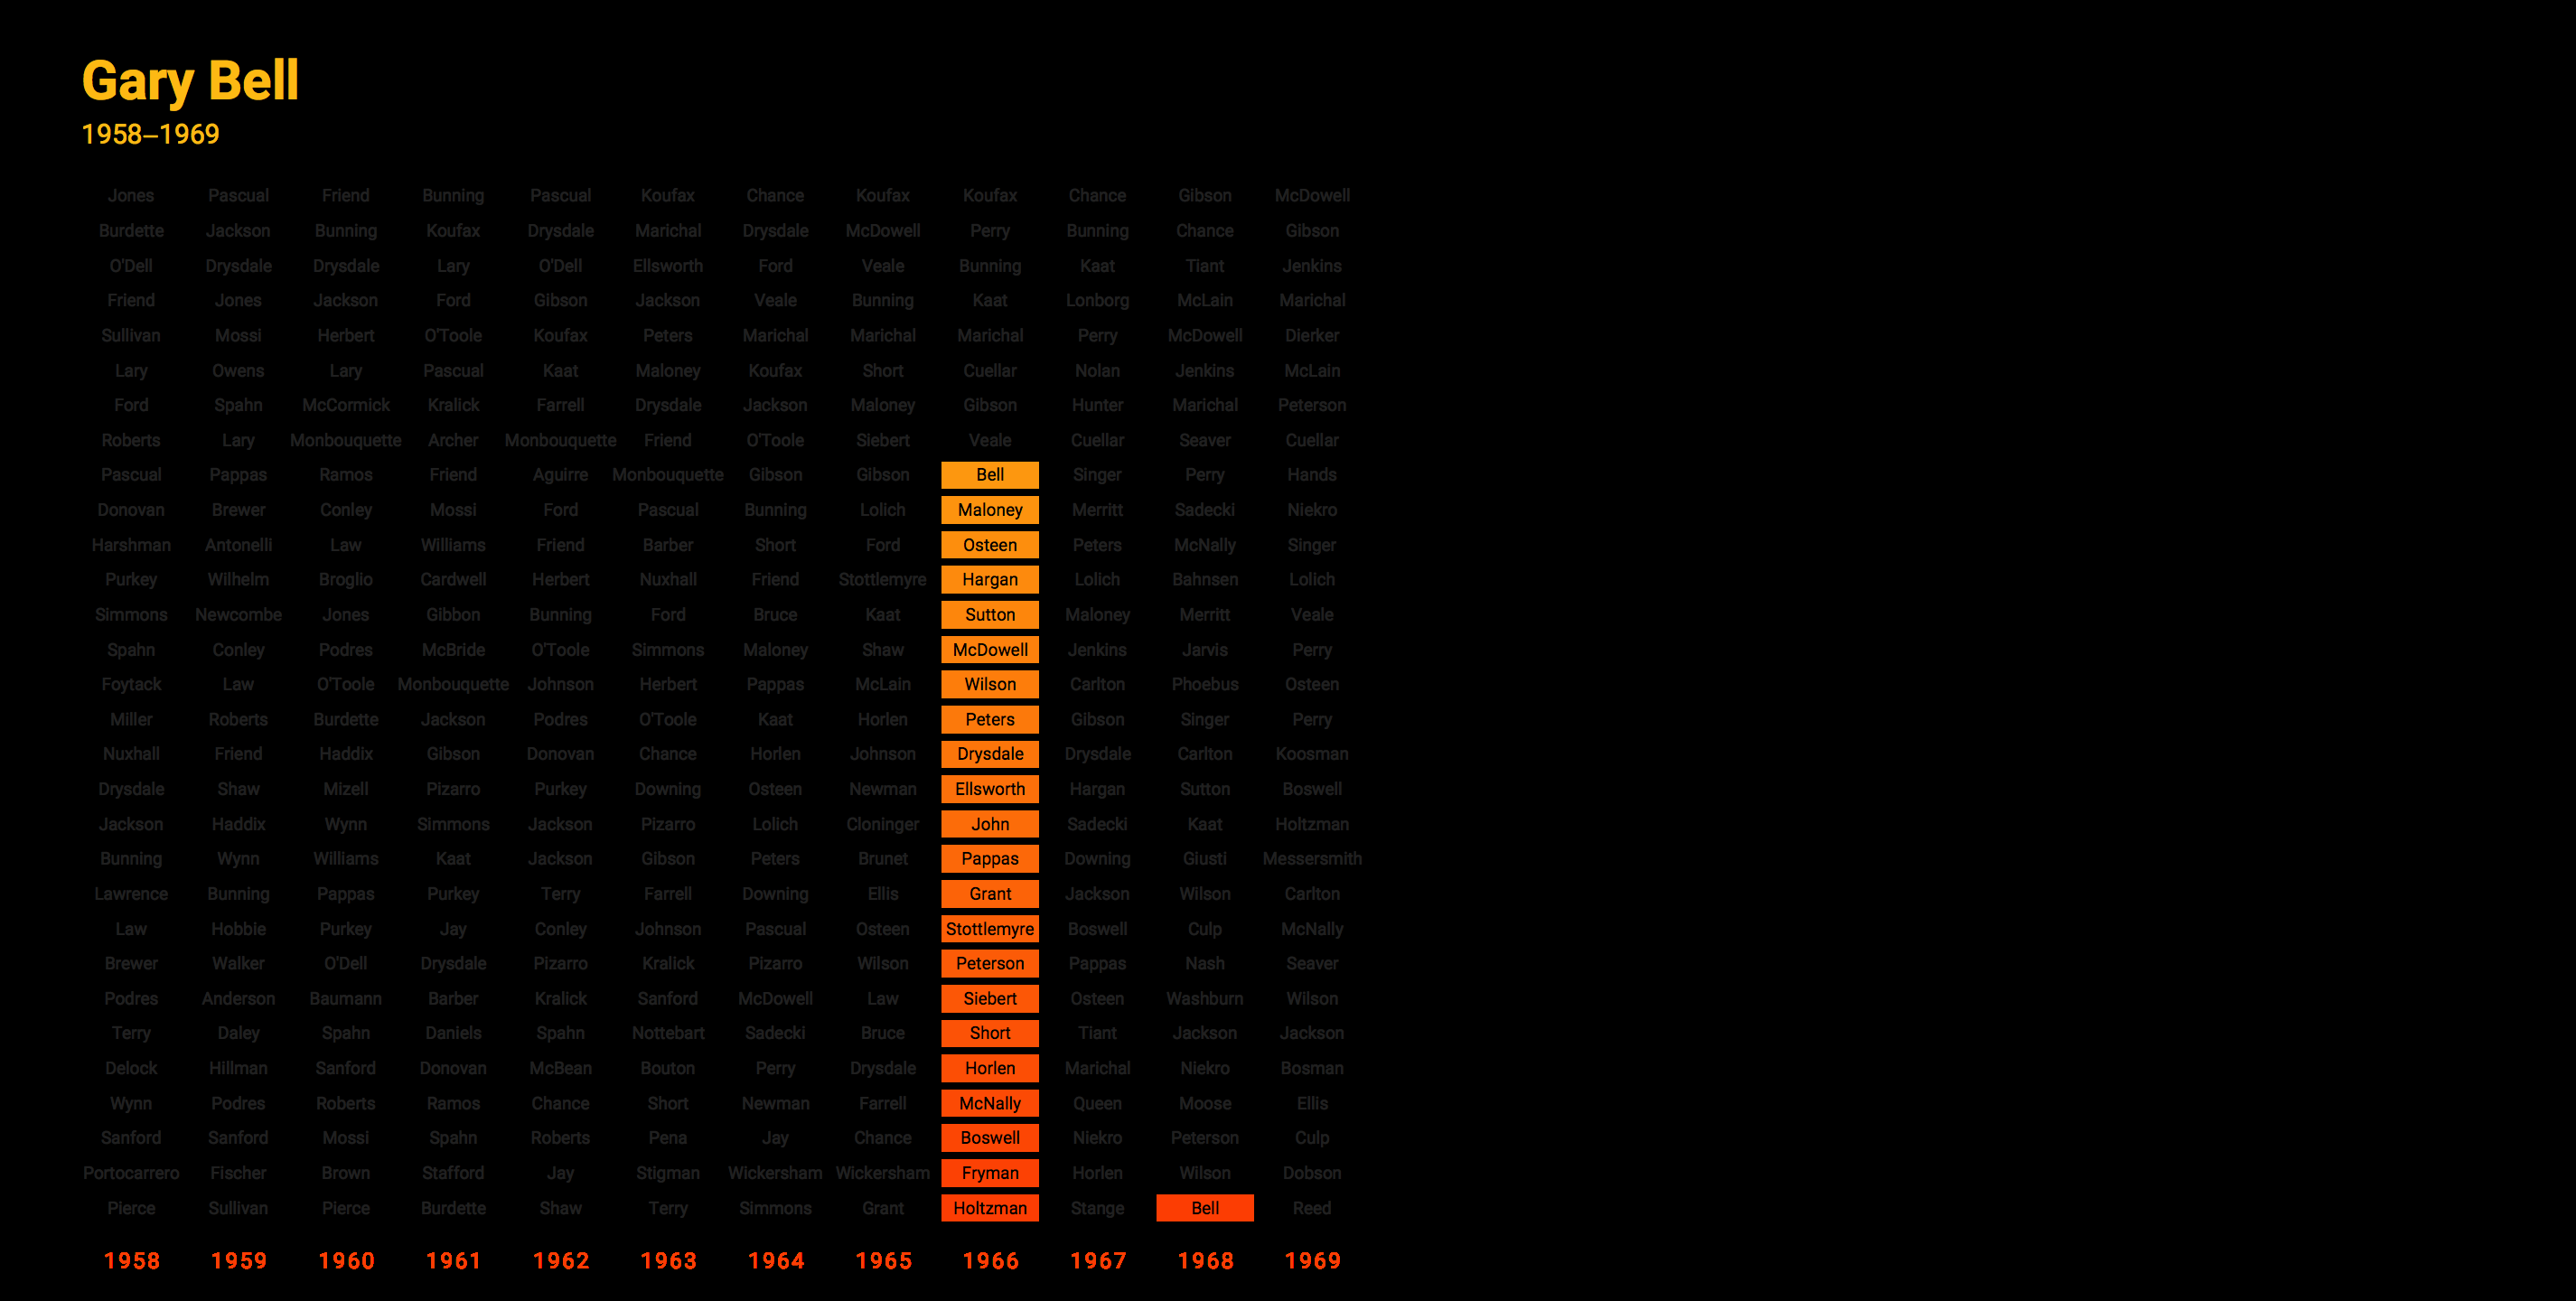 Gary Bell
1958–1969
Jones Pascual Friend Bunning Pascual Koufax Chance Koufax Koufax Chance Gibson McDowell
Burdette Jackson Bunning Koufax Drysdale Marichal Drysdale McDowell Perry Bunning Chance Gibson
O'Dell Drysdale Drysdale Lary O'Dell Ellsworth Ford Veale Bunning Kaat Tiant Jenkins
Friend Jones Jackson Ford Gibson Jackson Veale Bunning Kaat Lonborg McLain Marichal
Sullivan Mossi Herbert O'Toole Koufax Peters Marichal Marichal Marichal Perry McDowell Dierker
Lary Owens Lary Pascual Kaat Maloney Koufax Short Cuellar Nolan Jenkins McLain
Ford Spahn McCormick Kralick Farrell Drysdale Jackson Maloney Gibson Hunter Marichal Peterson
Roberts Lary Monbouquette Archer Monbouquette Friend O'Toole Siebert Veale Cuellar Seaver Cuellar
Pascual Pappas Ramos Friend Aguirre Monbouquette Gibson Gibson Bell Singer Perry Hands
Donovan Brewer Conley Mossi Ford Pascual Bunning Lolich Maloney Merritt Sadecki Niekro
Harshman Antonelli Law Williams Friend Barber Short Ford Osteen Peters McNally Singer
Purkey Wilhelm Broglio Cardwell Herbert Nuxhall Friend Stottlemyre Hargan Lolich Bahnsen Lolich
Simmons Newcombe Jones Gibbon Bunning Ford Bruce Kaat Sutton Maloney Merritt Veale
Spahn Conley Podres McBride O'Toole Simmons Maloney Shaw McDowell Jenkins Jarvis Perry
Foytack Law O'Toole Monbouquette Johnson Herbert Pappas McLain Wilson Carlton Phoebus Osteen
Miller Roberts Burdette Jackson Podres O'Toole Kaat Horlen Peters Gibson Singer Perry
Nuxhall Friend Haddix Gibson Donovan Chance Horlen Johnson Drysdale Drysdale Carlton Koosman
Drysdale Shaw Mizell Pizarro Purkey Downing Osteen Newman Ellsworth Hargan Sutton Boswell
Jackson Haddix Wynn Simmons Jackson Pizarro Lolich Cloninger John Sadecki Kaat Holtzman
Bunning Wynn Williams Kaat Jackson Gibson Peters Brunet Pappas Downing Giusti Messersmith
Lawrence Bunning Pappas Purkey Terry Farrell Downing Ellis Grant Jackson Wilson Carlton
Law Hobbie Purkey Jay Conley Johnson Pascual Osteen Stottlemyre Boswell Culp McNally
Brewer Walker O'Dell Drysdale Pizarro Kralick Pizarro Wilson Peterson Pappas Nash Seaver
Podres Anderson Baumann Barber Kralick Sanford McDowell Law Siebert Osteen Washburn Wilson
Terry Daley Spahn Daniels Spahn Nottebart Sadecki Bruce Short Tiant Jackson Jackson
Delock Hillman Sanford Donovan McBean Bouton Perry Drysdale Horlen Marichal Niekro Bosman
Wynn Podres Roberts Ramos Chance Short Newman Farrell McNally Queen Moose Ellis
Sanford Sanford Mossi Spahn Roberts Pena Jay Chance Boswell Niekro Peterson Culp
Portocarrero Fischer Brown Stafford Jay Stigman Wickersham Wickersham Fryman Horlen Wilson Dobson
Pierce Sullivan Pierce Burdette Shaw Terry Simmons Grant Holtzman Stange Bell Reed
1958 1959 1960 1961 1962 1963 1964 1965 1966 1967 1968 1969